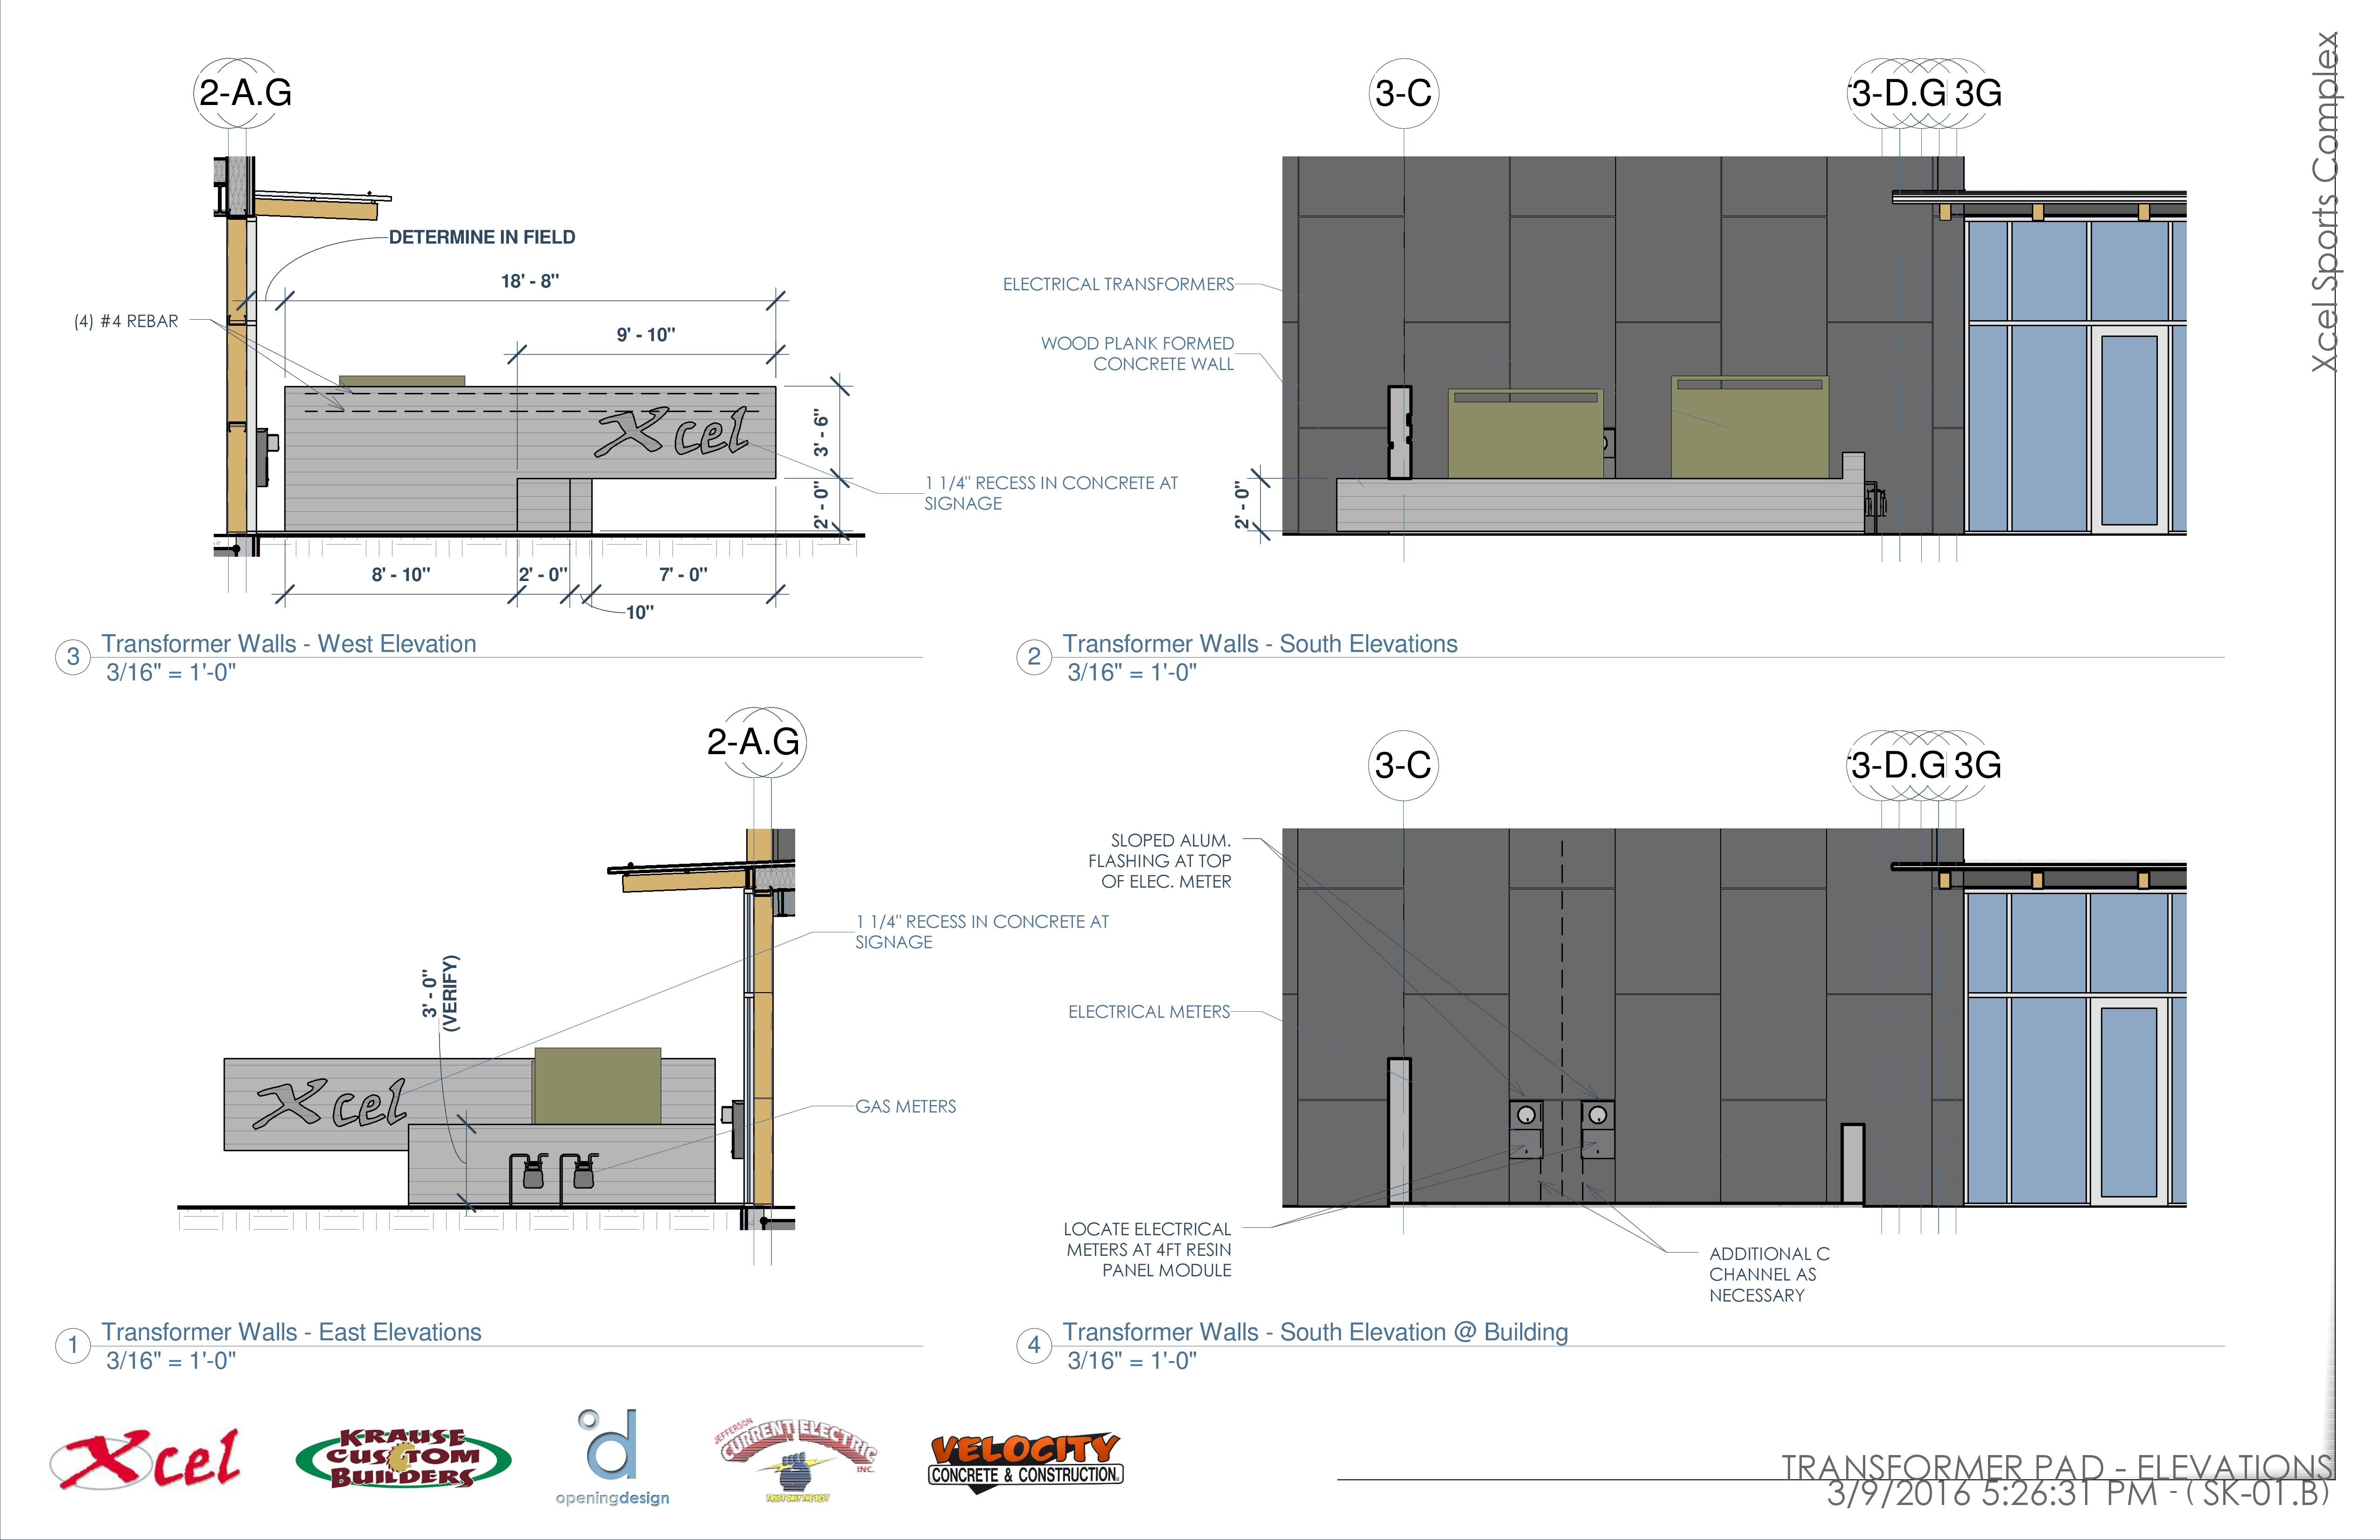 2-A.G
DETERMINE IN FIELD
18' - 8"
(4) #4 REBAR
9' - 10"
3' - 6"
Xcel
1 1/4" RECESS IN CONCRETE AT
SIGNAGE
2' - 0"
8' - 10"
2' - 0"
7' - 0"
10"
3
Transformer Walls - West Elevation
3/16" = 1'-0"
3-C
3-D.G
3G
ELECTRICAL TRANSFORMERS
WOOD PLANK FORMED
CONCRETE WALL
2' - 0"
2
Transformer Walls - South Elevations
3/16" = 1'-0"
2-A.G
1 1/4" RECESS IN CONCRETE AT
SIGNAGE
3' - 0"
(VERIFY)
Xcel
GAS METERS
1
Transformer Walls - East Elevations
3/16" = 1'-0"
3-C
3-D.G
3G
SLOPED ALUM.
FLASHING AT TOP
OF ELEC. METER
ELECTRICAL METERS
LOCATE ELECTRICAL
METERS AT 4FT RESIN
PANEL MODULE
ADDITIONAL C
CHANNEL AS
NECESSARY
4
Transformer Walls - South Elevation @ Building
3/16" = 1'-0"
Xcel
KRAUSE
CUSTOM
BUILDERS
openingdesign
JEFFERSON
CURRENT ELECTRIC
INC.
VELOCITY
CONCRETE & CONSTRUCTION
Xcel Sports Complex
TRANSFORMER PAD - ELEVATIONS
3/9/2016 5:26:31 PM - ( SK-01.B)